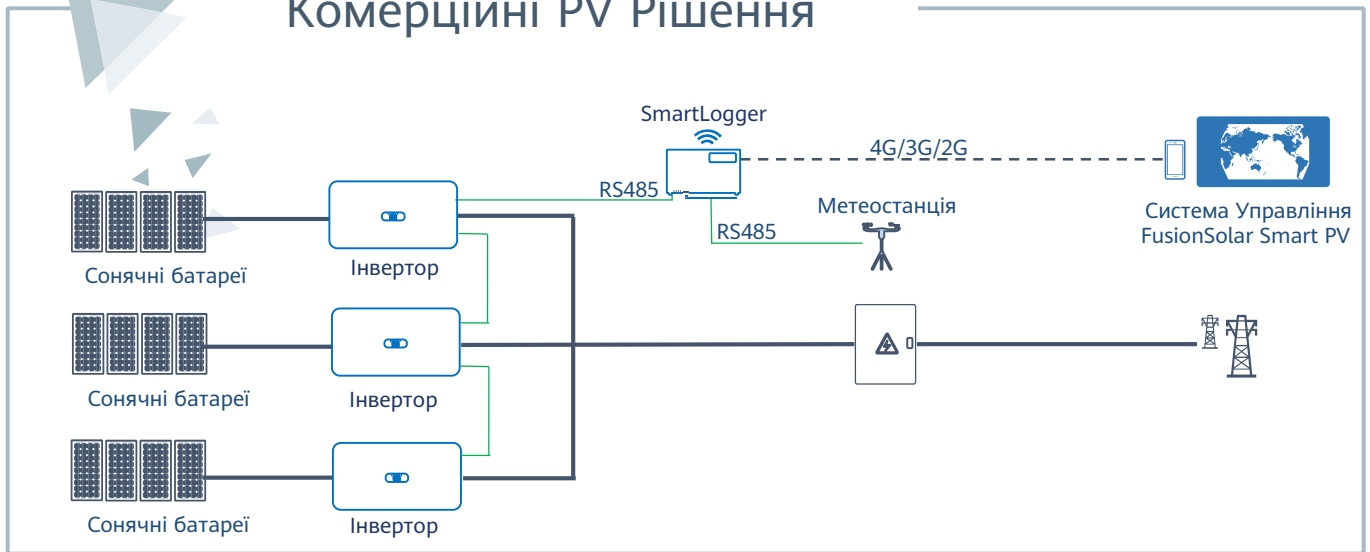 Комерційні PV Рішення
SmartLogger
4G/3G/2G
RS485
Метеостанція
RS485
Система Управління
FusionSolar Smart PV
Сонячні батареї
Інвертор
Сонячні батареї
Інвертор
Сонячні батареї
Інвертор